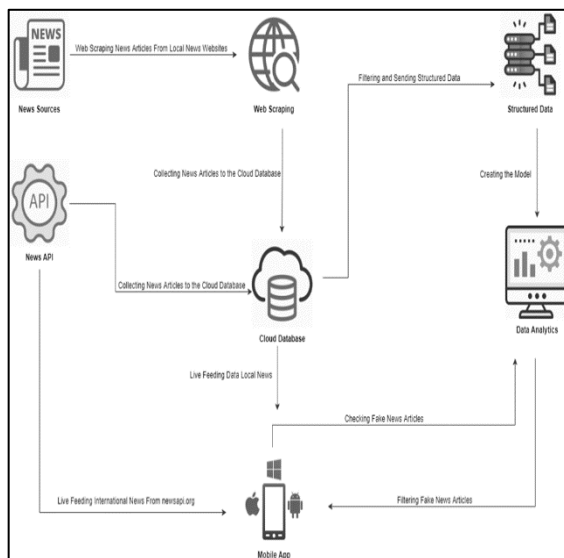 NEWS
Web Scraping News Articles From Local News Websites
News Sources
Web Scraping
Filtering and Sending Structured Data
Structured Data
Collecting News Articles to the Cloud Database
Creating the Model
API
News API
Collecting News Articles to the Cloud Database
Cloud Database
Data Analytics
Live Feeding Data Local News
Checking Fake News Articles
Live Feeding International News From newsapi.org
Filtering Fake News Articles
Mobile App